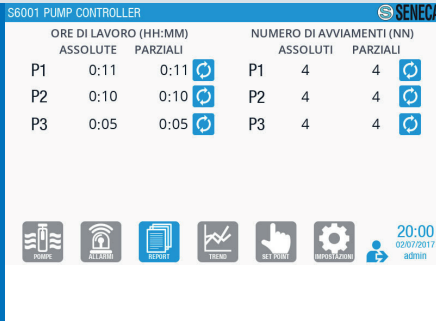 S6001 PUMP CONTROLLER
SENECA
ORE DI LAVORO (HH:MM) NUMERO DI AVVIAMENTI (NN)
ASSOLUTE PARZIALI ASSOLUTI PARZIALI
P1 0:11 0:11 P1 4 4
P2 0:10 0:10 P2 4 4
P3 0:05 0:05 P3 4 4
POMPE ALLARMI REPORT TREND SET POINT IMPOSTAZIONI
20:00
02/07/2017
admin